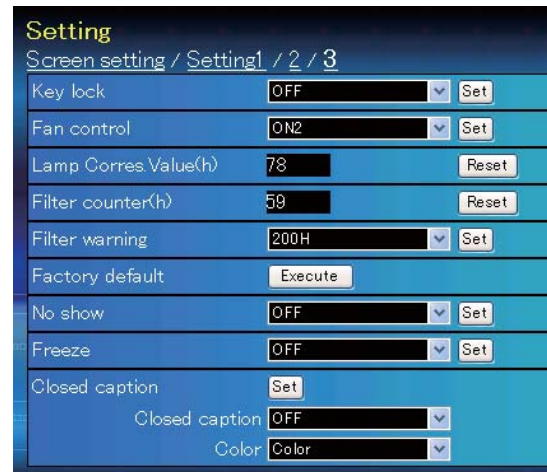 Setting
Screen setting / Setting1 / 2 / 3
Key lock OFF Set
Fan control ON2 Set
Lamp Corres.Value(h) 78 Reset
Filter counter(h) 59 Reset
Filter warning 200H Set
Factory default Execute
No show OFF Set
Freeze OFF Set
Closed caption Set
Closed caption OFF
Color Color